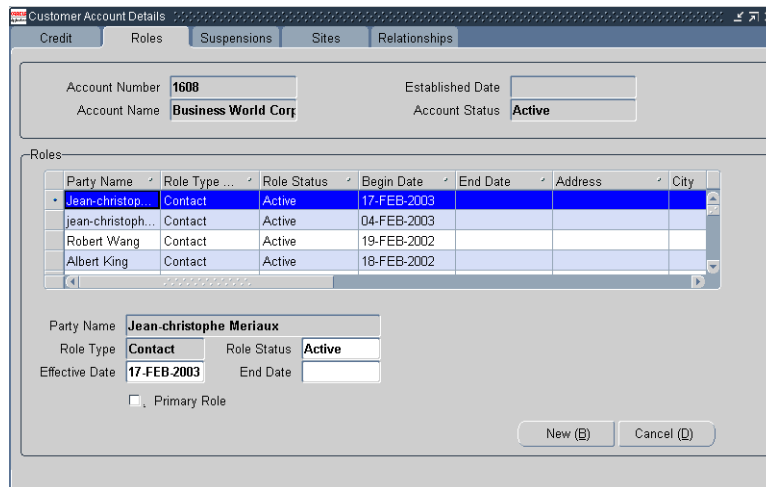 Customer Account Details
Credit Roles Suspensions Sites Relationships
Account Number 1608 Established Date
Account Name Business World Corp Account Status Active
Roles
Party Name Role Type ... Role Status Begin Date End Date Address City
Jean-christop... Contact Active 17-FEB-2003
jean-christoph... Contact Active 04-FEB-2003
Robert Wang Contact Active 19-FEB-2002
Albert King Contact Active 18-FEB-2002
Party Name Jean-christophe Meriaux
Role Type Contact Role Status Active
Effective Date 17-FEB-2003 End Date
Primary Role
New (B) Cancel (D)